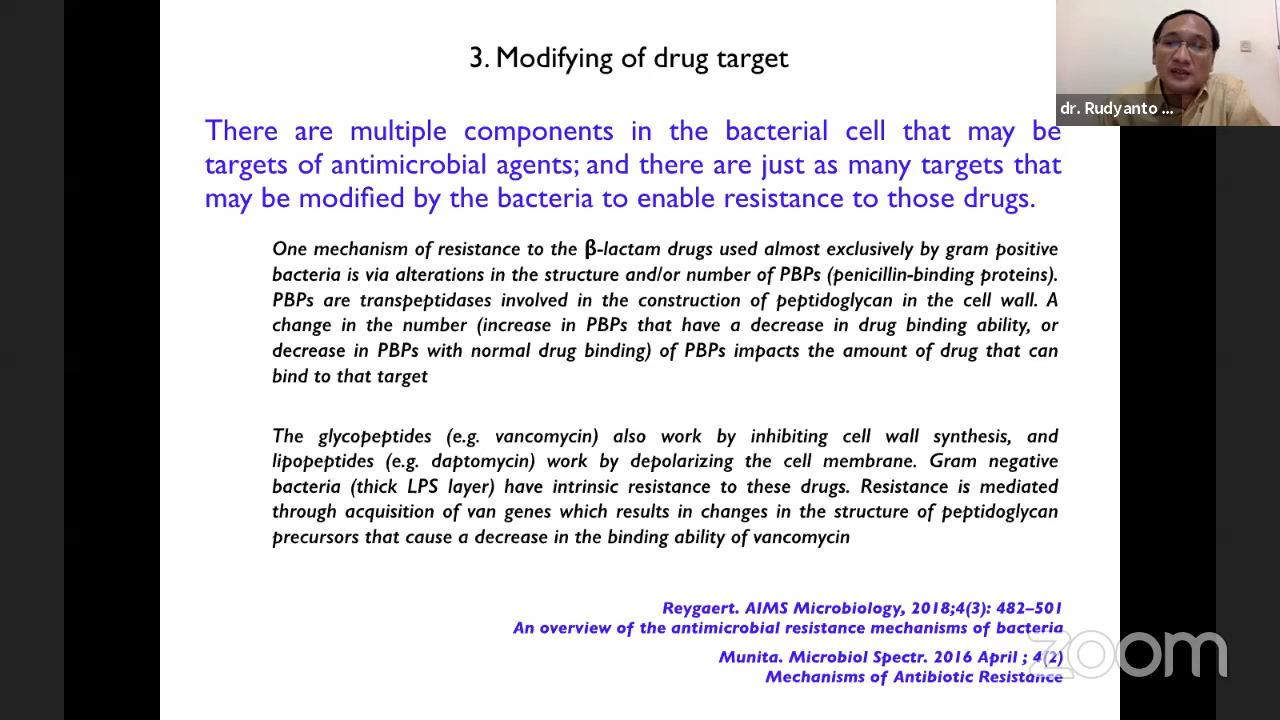 3. Modifying of drug target
dr. Rudyanto ...
There are multiple components in the bacterial cell that may be
targets of antimicrobial agents; and there are just as many targets that
may be modified by the bacteria to enable resistance to those drugs.
One mechanism of resistance to the β-lactam drugs used almost exclusively by gram positive
bacteria is via alterations in the structure and/or number of PBPs (penicillin-binding proteins).
PBPs are transpeptidases involved in the construction of peptidoglycan in the cell wall. A
change in the number (increase in PBPs that have a decrease in drug binding ability, or
decrease in PBPs with normal drug binding) of PBPs impacts the amount of drug that can
bind to that target
The glycopeptides (e.g. vancomycin) also work by inhibiting cell wall synthesis, and
lipopeptides (e.g. daptomycin) work by depolarizing the cell membrane. Gram negative
bacteria (thick LPS layer) have intrinsic resistance to these drugs. Resistance is mediated
through acquisition of van genes which results in changes in the structure of peptidoglycan
precursors that cause a decrease in the binding ability of vancomycin
Reygaert. AIMS Microbiology, 2018;4(3): 482–501
An overview of the antimicrobial resistance mechanisms of bacteria
Munita. Microbiol Spectr. 2016 April ; 4(2)
Mechanisms of Antibiotic Resistance
zoom